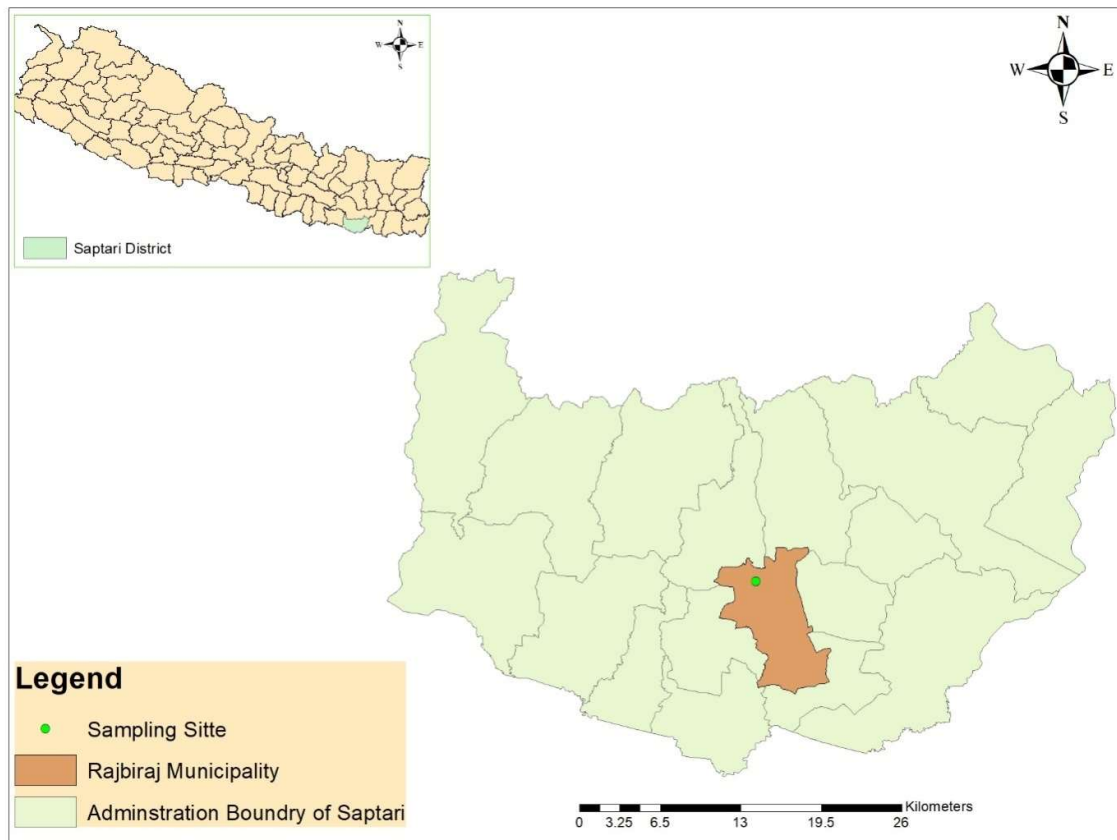 N
W E
S
Saptari District
N
W E
S
Legend
Sampling Sitte
Rajbiraj Municipality
Adminstration Boundry of Saptari
Kilometers
0 3.25 6.5 13 19.5 26